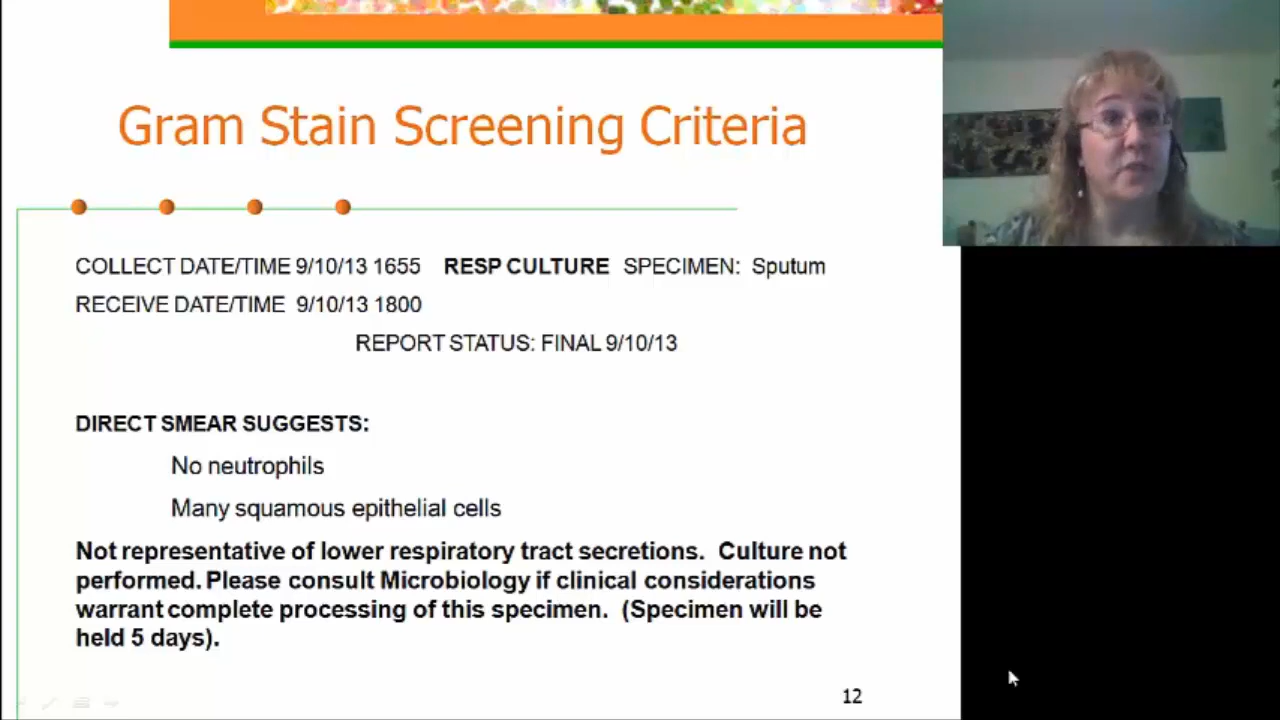 Gram Stain Screening Criteria
COLLECT DATE/TIME 9/10/13 1655 RESP CULTURE SPECIMEN: Sputum
RECEIVE DATE/TIME 9/10/13 1800
REPORT STATUS: FINAL 9/10/13
DIRECT SMEAR SUGGESTS:
No neutrophils
Many squamous epithelial cells
Not representative of lower respiratory tract secretions. Culture not
performed. Please consult Microbiology if clinical considerations
warrant complete processing of this specimen. (Specimen will be
held 5 days).
12